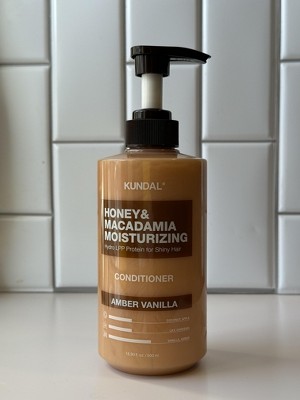 KUNDAL®
HONEY&
MACADAMIA
MOISTURIZING
Hydro LPP Protein for Shiny Hair
CONDITIONER
AMBER VANILLA